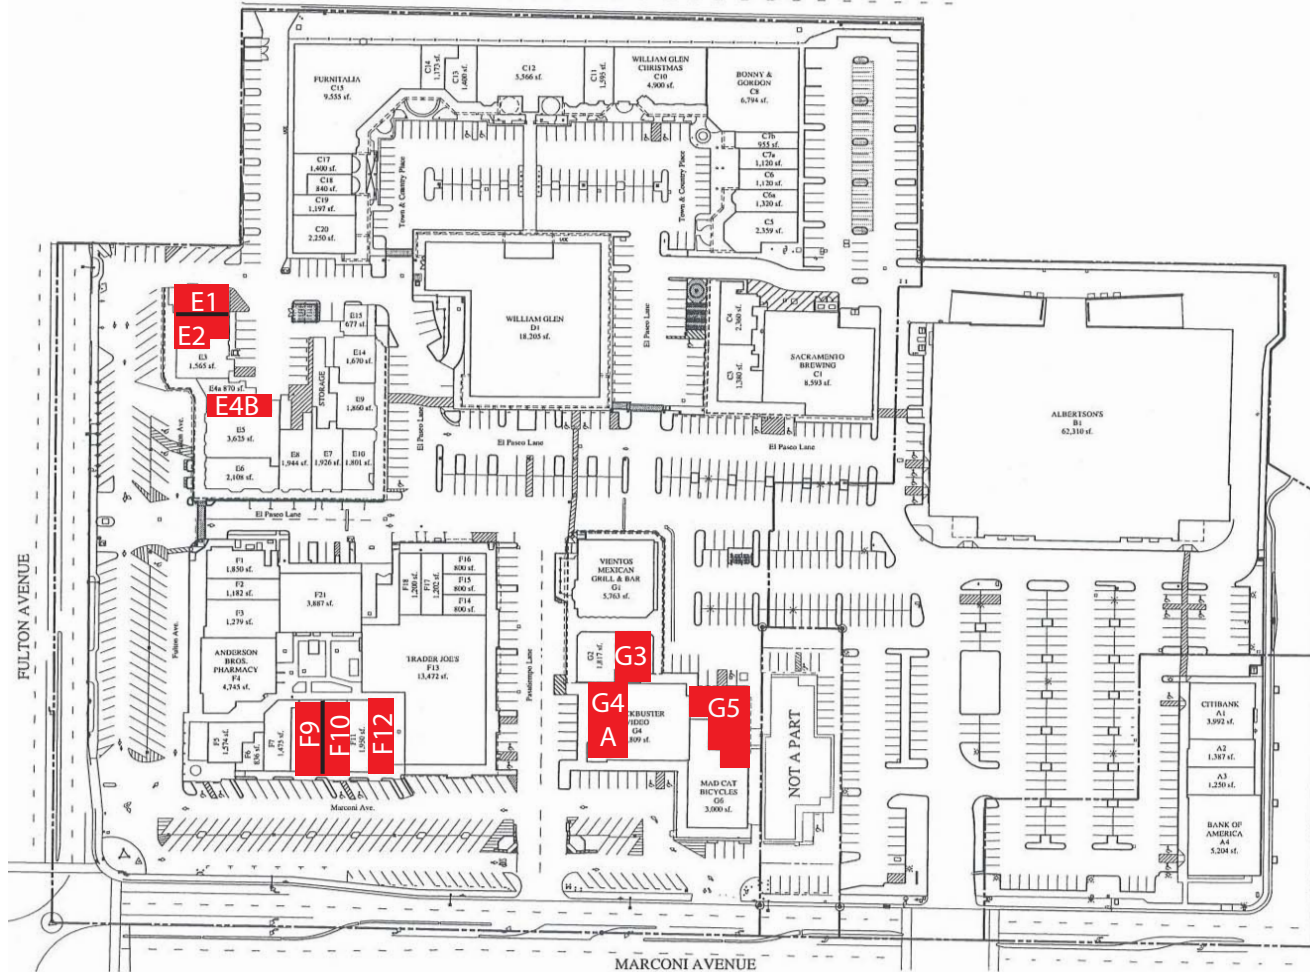 FURNITALIA
C15
9,555 sf.
C14
1,173 sf.
C13
1,400 sf.
C12
5,566 sf.
C11
1,595 sf.
WILLIAM GLEN
CHRISTMAS
C10
4,900 sf.
BONNY &
GORDON
C8
6,794 sf.
C7b
955 sf.
C7a
1,120 sf.
C6
1,120 sf.
C6a
1,320 sf.
C5
2,359 sf.
C17
1,400 sf.
C18
840 sf.
C19
1,197 sf.
C20
2,250 sf.
Town & Country Place
Town & Country Place
WILLIAM GLEN
D1
18,205 sf.
El Paseo Lane
C4
2,360 sf.
C3
1,380 sf.
SACRAMENTO
BREWING
C1
8,593 sf.
ALBERTSON'S
B1
62,310 sf.
E1
E2
E3
1,565 sf.
E4a 870 sf.
E4B
E5
3,625 sf.
E6
2,108 sf.
E8
1,944 sf.
E7
1,926 sf.
E10
1,801 sf.
STORAGE
E15
677 sf.
E14
1,670 sf.
E9
1,860 sf.
El Paseo Lane
El Paseo Lane
El Paseo Lane
El Paseo Lane
FULTON AVENUE
Fulton Ave.
F1
1,850 sf.
F2
1,182 sf.
F3
1,279 sf.
F21
3,887 sf.
F18
1,200 sf.
F17
1,202 sf.
F16
800 sf.
F15
800 sf.
F14
800 sf.
ANDERSON
BROS.
PHARMACY
F4
4,745 sf.
TRADER JOE'S
F13
13,472 sf.
F5
1,574 sf.
F6
836 sf.
F7
1,475 sf.
F9
F10
F11
1,950 sf.
F12
Marconi Ave.
Pasatiempo Lane
VIENTOS
MEXICAN
GRILL & BAR
G1
5,763 sf.
G2
1,817 sf.
G3
G4
A
VIDEO
G4
G5
MAD CAT
BICYCLES
G6
3,000 sf.
NOT A PART
CITIBANK
A1
3,992 sf.
A2
1,387 sf.
A3
1,250 sf.
BANK OF
AMERICA
A4
5,204 sf.
MARCONI AVENUE